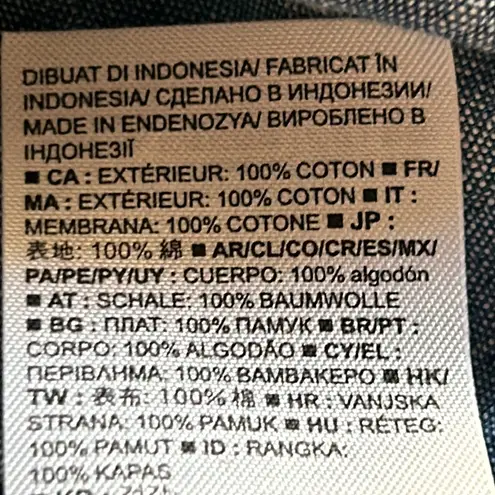 DIBUAT DI INDONESIA/ FABRICAT ÎN
INDONESIA/ СДЕЛАНО В ИНДОНЕЗИИ/
MADE IN ENDENOZYA/ ВИРОБЛЕНО В
ІНДОНЕЗІЇ
■ CA : EXTÉRIEUR: 100% COTON ■ FR/
MA : EXTÉRIEUR: 100% COTON ■ IT :
MEMBRANA: 100% COTONE ■ JP :
表地: 100% 綿 ■ AR/CL/CO/CR/ES/MX/
PA/PE/PY/UY : CUERPO: 100% algodón
■ AT : SCHALE: 100% BAUMWOLLE
■ BG : ПЛАТ: 100% ПАМУК ■ BR/PT :
CORPO: 100% ALGODÃO ■ CY/EL :
ΠΕΡΙΒΛΗΜΑ: 100% ΒΑΜΒΑΚΕΡΟ ■ HK/
TW : 表布: 100% 棉 ■ HR : VANJSKA
STRANA: 100% PAMUK ■ HU : RÉTEG:
100% PAMUT ■ ID : RANGKA:
100% KAPAS